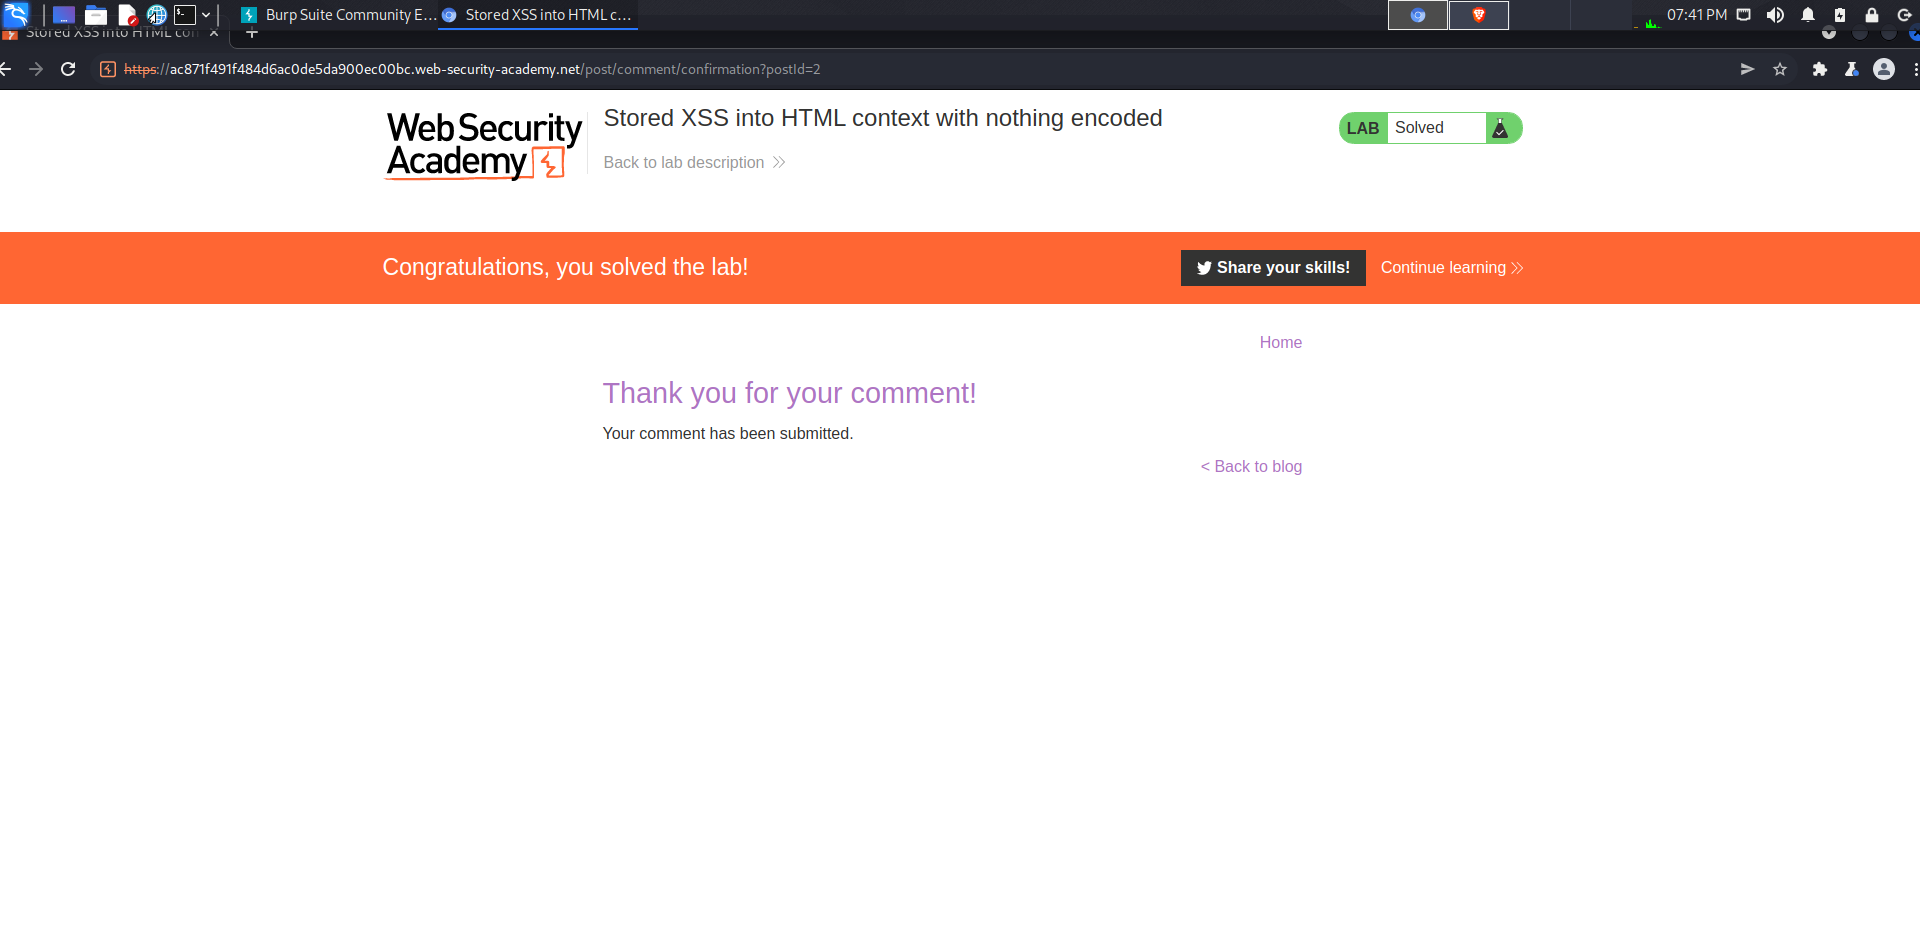 Burp Suite Community E...
Stored XSS into HTML c...
07:41 PM
Stored XSS into HTML con
https://ac871f491f484d6ac0de5da900ec00bc.web-security-academy.net/post/comment/confirmation?postId=2
Web Security
Academy
Stored XSS into HTML context with nothing encoded
LAB Solved
Back to lab description
Congratulations, you solved the lab!
Share your skills!
Continue learning
Home
Thank you for your comment!
Your comment has been submitted.
< Back to blog